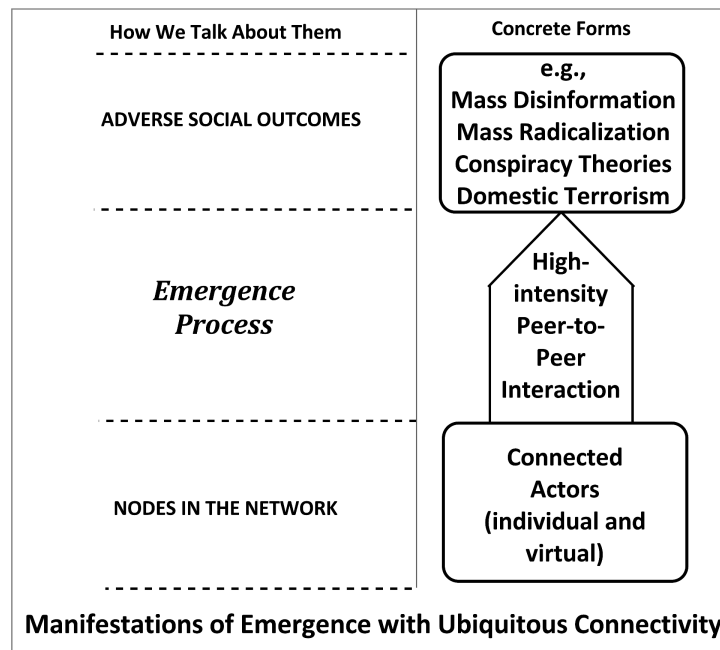 How We Talk About Them
Concrete Forms
ADVERSE SOCIAL OUTCOMES
e.g.,
Mass Disinformation
Mass Radicalization
Conspiracy Theories
Domestic Terrorism
Emergence
Process
High-
intensity
Peer-to-
Peer
Interaction
NODES IN THE NETWORK
Connected
Actors
(individual and
virtual)
Manifestations of Emergence with Ubiquitous Connectivity